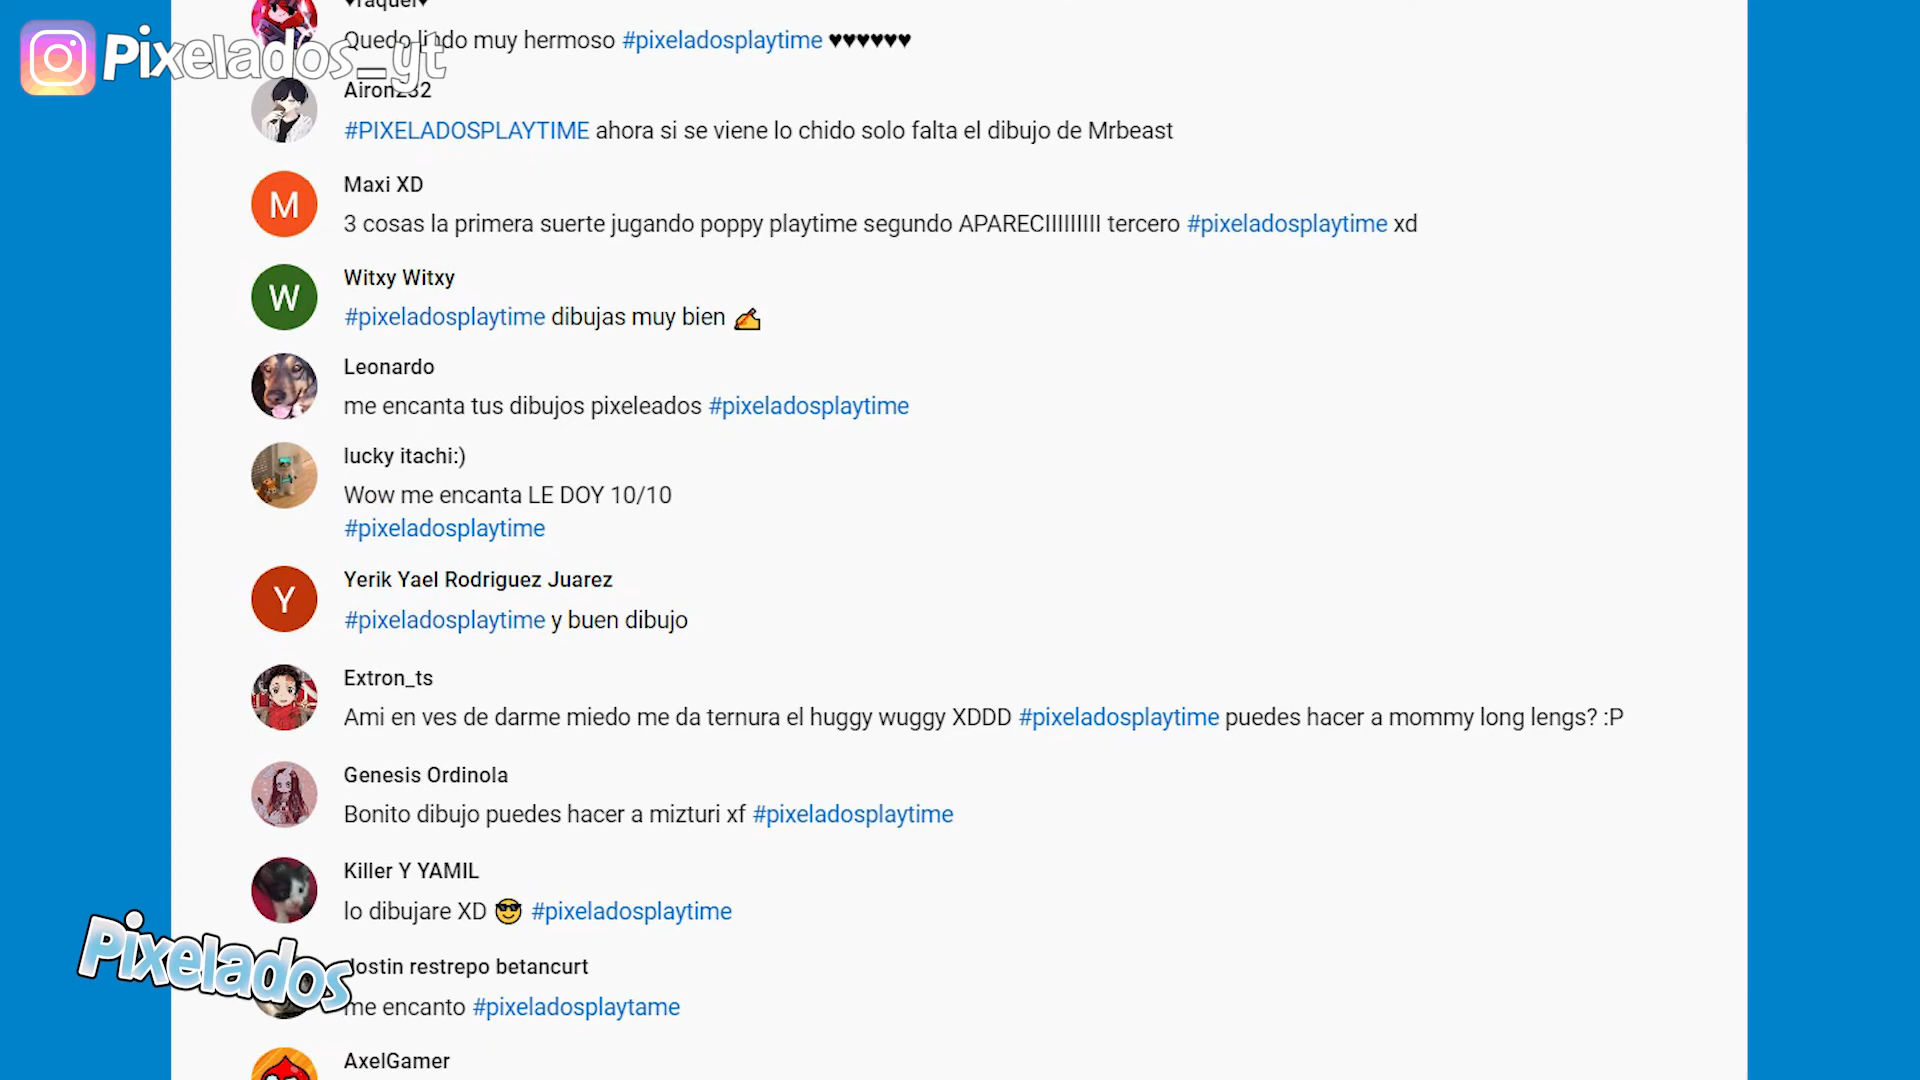 ♥raquel♥
Quedo lindo muy hermoso #pixeladosplaytime ♥♥♥♥♥♥
Pixelados_yt
Airon232
#PIXELADOSPLAYTIME ahora si se viene lo chido solo falta el dibujo de Mrbeast
M
Maxi XD
3 cosas la primera suerte jugando poppy playtime segundo APARECIIIIIIIII tercero #pixeladosplaytime xd
W
Witxy Witxy
#pixeladosplaytime dibujas muy bien ✍
Leonardo
me encanta tus dibujos pixeleados #pixeladosplaytime
lucky itachi:)
Wow me encanta LE DOY 10/10
#pixeladosplaytime
Y
Yerik Yael Rodriguez Juarez
#pixeladosplaytime y buen dibujo
Extron_ts
Ami en ves de darme miedo me da ternura el huggy wuggy XDDD #pixeladosplaytime puedes hacer a mommy long lengs? :P
Genesis Ordinola
Bonito dibujo puedes hacer a mizturi xf #pixeladosplaytime
Killer Y YAMIL
lo dibujare XD 😎 #pixeladosplaytime
Pixelados
Jostin restrepo betancurt
me encanto #pixeladosplaytame
AxelGamer